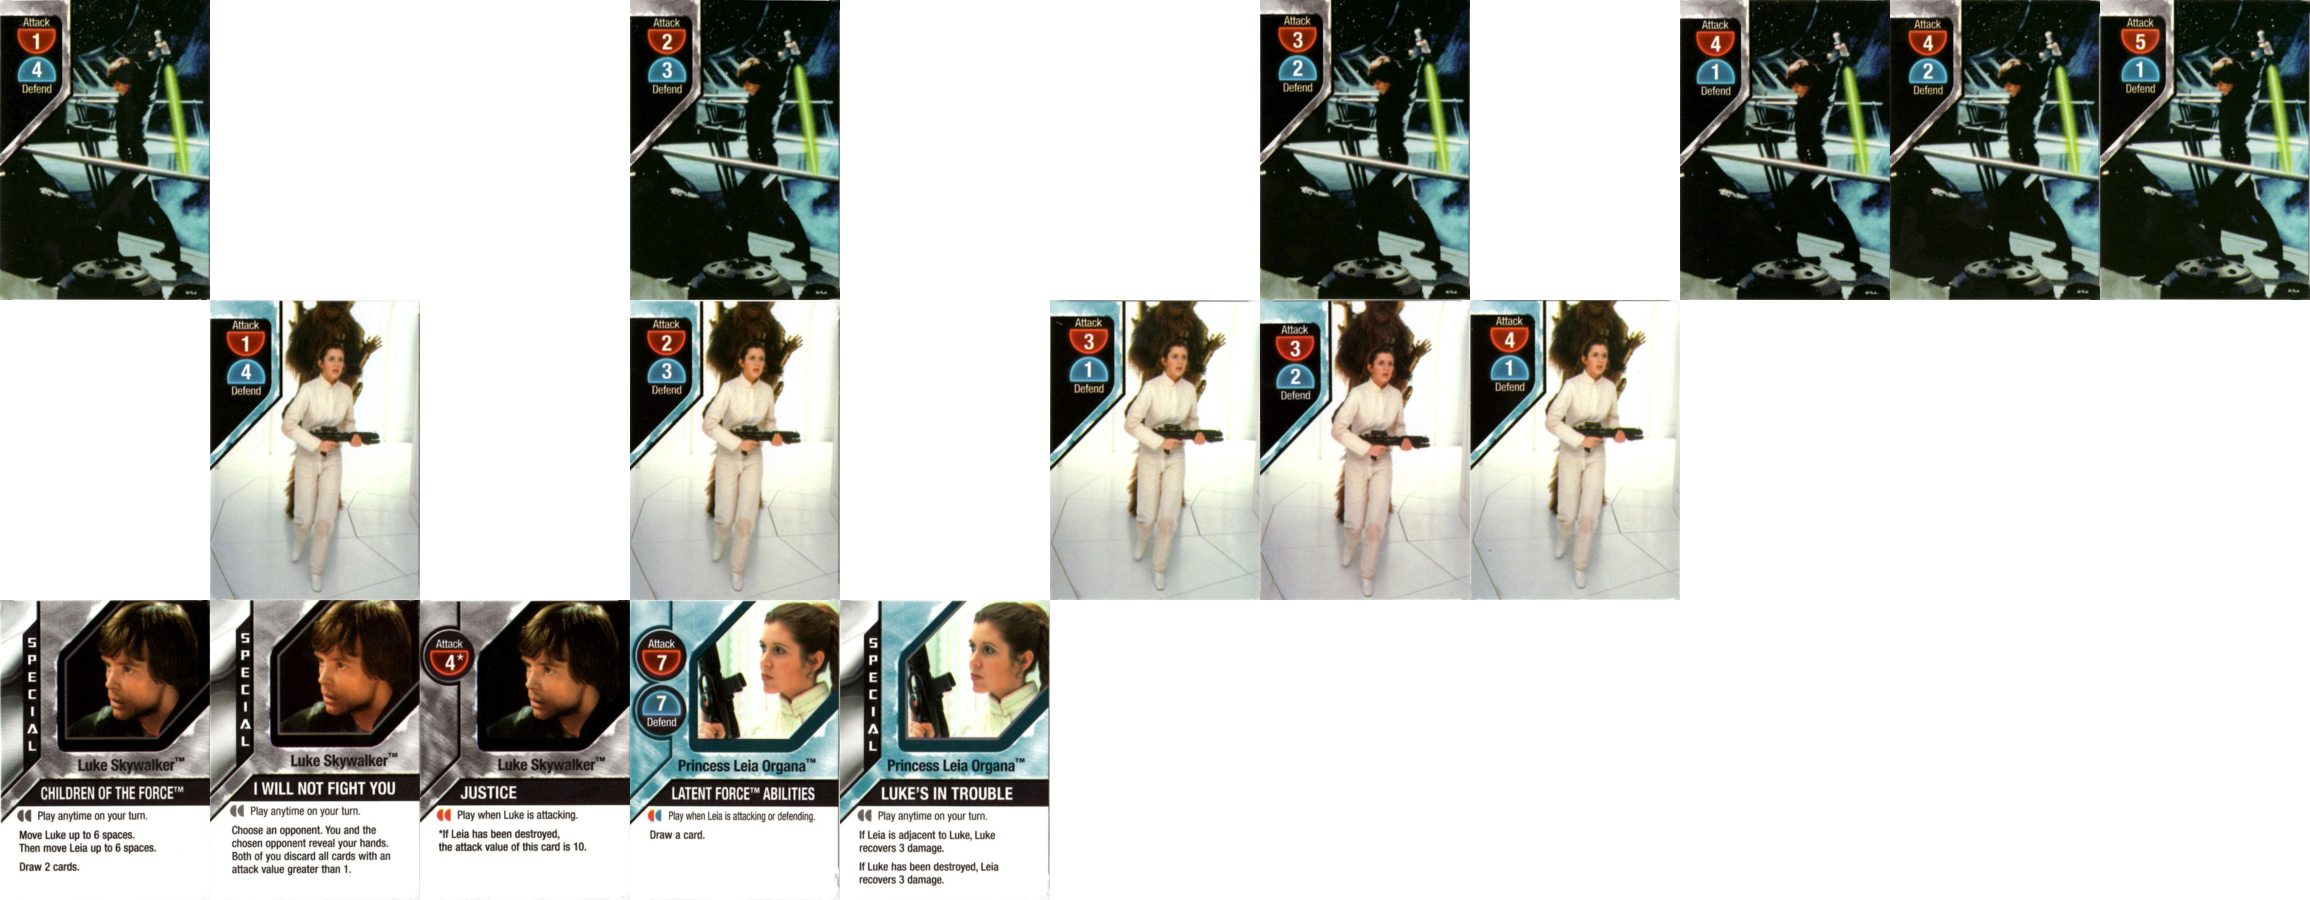 Attack
1
4
Defend
Attack
2
3
Defend
Attack
3
2
Defend
Attack
4
1
Defend
Attack
4
2
Defend
Attack
5
1
Defend
Attack
1
4
Defend
Attack
2
3
Defend
Attack
3
1
Defend
Attack
3
2
Defend
Attack
4
1
Defend
SPECIAL
Luke Skywalker™
CHILDREN OF THE FORCE™
Play anytime on your turn.
Move Luke up to 6 spaces.
Then move Leia up to 6 spaces.
Draw 2 cards.
SPECIAL
Luke Skywalker™
I WILL NOT FIGHT YOU
Play anytime on your turn.
Choose an opponent. You and the
chosen opponent reveal your hands.
Both of you discard all cards with an
attack value greater than 1.
Attack
4*
Luke Skywalker™
JUSTICE
Play when Luke is attacking.
*If Leia has been destroyed,
the attack value of this card is 10.
Attack
7
7
Defend
Princess Leia Organa™
LATENT FORCE™ ABILITIES
Play when Leia is attacking or defending.
Draw a card.
SPECIAL
Princess Leia Organa™
LUKE'S IN TROUBLE
Play anytime on your turn.
If Leia is adjacent to Luke, Luke
recovers 3 damage.
If Luke has been destroyed, Leia
recovers 3 damage.